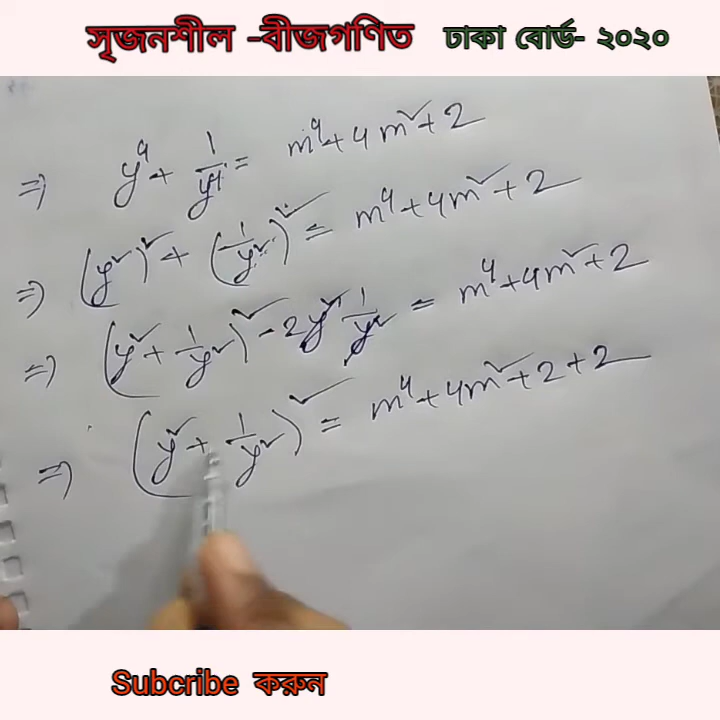 সৃজনশীল -বীজগণিত ঢাকা বোর্ড- ২০২০
⇒ y⁴ + 1/y⁴ = m⁴ + 4m² + 2
⇒ (y²)² + (1/y²)² = m⁴ + 4m² + 2
⇒ (y² + 1/y²)² - 2y² 1/y² = m⁴ + 4m² + 2
⇒ (y² + 1/y²)² = m⁴ + 4m² + 2 + 2
Subcribe করুন